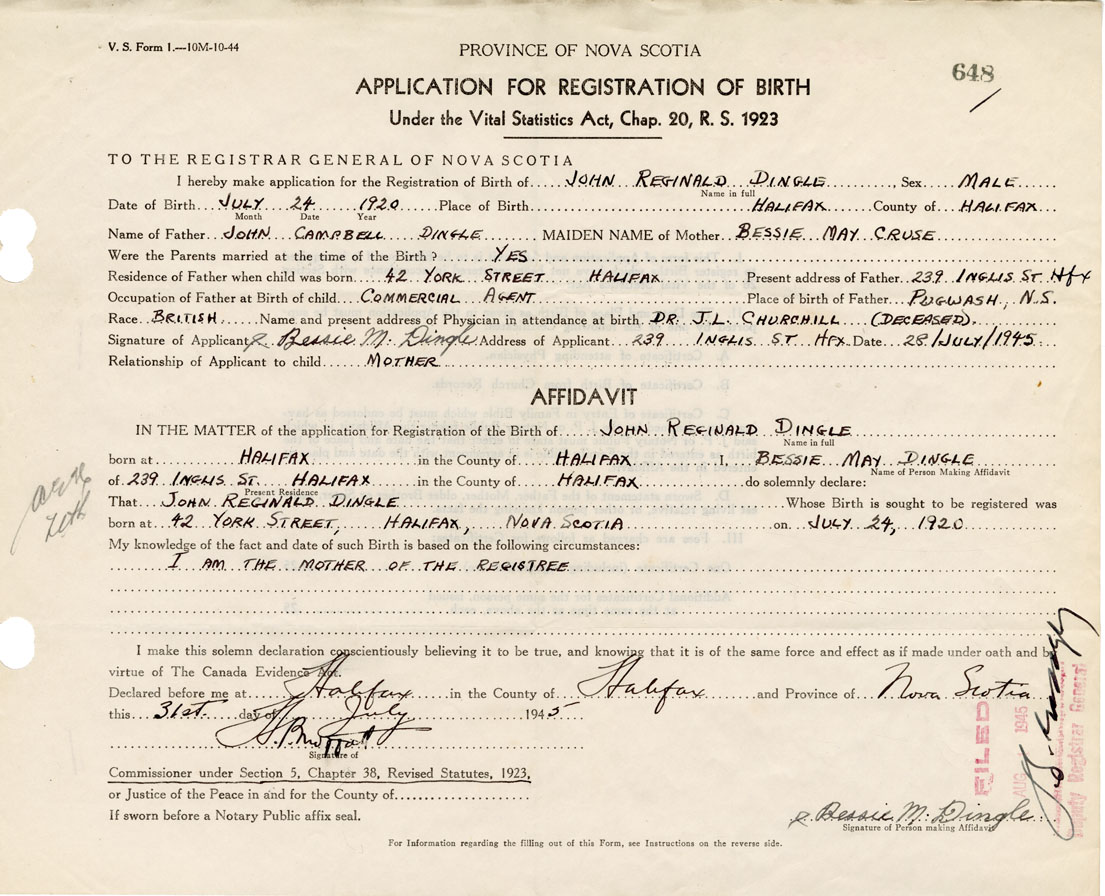 V. S. Form 1.—10M-10-44
PROVINCE OF NOVA SCOTIA
648
APPLICATION FOR REGISTRATION OF BIRTH
Under the Vital Statistics Act, Chap. 20, R. S. 1923
TO THE REGISTRAR GENERAL OF NOVA SCOTIA
I hereby make application for the Registration of Birth of JOHN REGINALD DINGLE, Sex MALE
Name in full
Date of Birth JULY 24 1920 Place of Birth HALIFAX County of HALIFAX
Month Date Year
Name of Father JOHN CAMPBELL DINGLE MAIDEN NAME of Mother BESSIE MAY CRUSE
Were the Parents married at the time of the Birth? YES
Residence of Father when child was born 42 YORK STREET HALIFAX Present address of Father 239 INGLIS ST Hfx
Occupation of Father at Birth of child COMMERCIAL AGENT Place of birth of Father PUGWASH, N.S.
Race BRITISH Name and present address of Physician in attendance at birth DR. J.L. CHURCHILL (DECEASED).
Signature of Applicant Bessie M. Dingle Address of Applicant 239 INGLIS ST HFX Date 28/JULY/1945
Relationship of Applicant to child MOTHER
AFFIDAVIT
IN THE MATTER of the application for Registration of the Birth of JOHN REGINALD DINGLE
Name in full
born at HALIFAX in the County of HALIFAX I, BESSIE MAY DINGLE
Name of Person Making Affidavit
of 239 INGLIS ST. HALIFAX in the County of HALIFAX do solemnly declare:
Present Residence
That JOHN REGINALD DINGLE Whose Birth is sought to be registered was
born at 42 YORK STREET, HALIFAX, NOVA SCOTIA on JULY 24, 1920
My knowledge of the fact and date of such Birth is based on the following circumstances:
I AM THE MOTHER OF THE REGISTREE
I make this solemn declaration conscientiously believing it to be true, and knowing that it is of the same force and effect as if made under oath and by
virtue of The Canada Evidence Act.
Declared before me at Halifax in the County of Halifax and Province of Nova Scotia
this 31st. day of July 1945
Signature of
Commissioner under Section 5, Chapter 38, Revised Statutes, 1923,
or Justice of the Peace in and for the County of
If sworn before a Notary Public affix seal.
Bessie M. Dingle
Signature of Person making Affidavit
FILED
AUG 1945
Deputy Registrar General
For Information regarding the filling out of this Form, see Instructions on the reverse side.